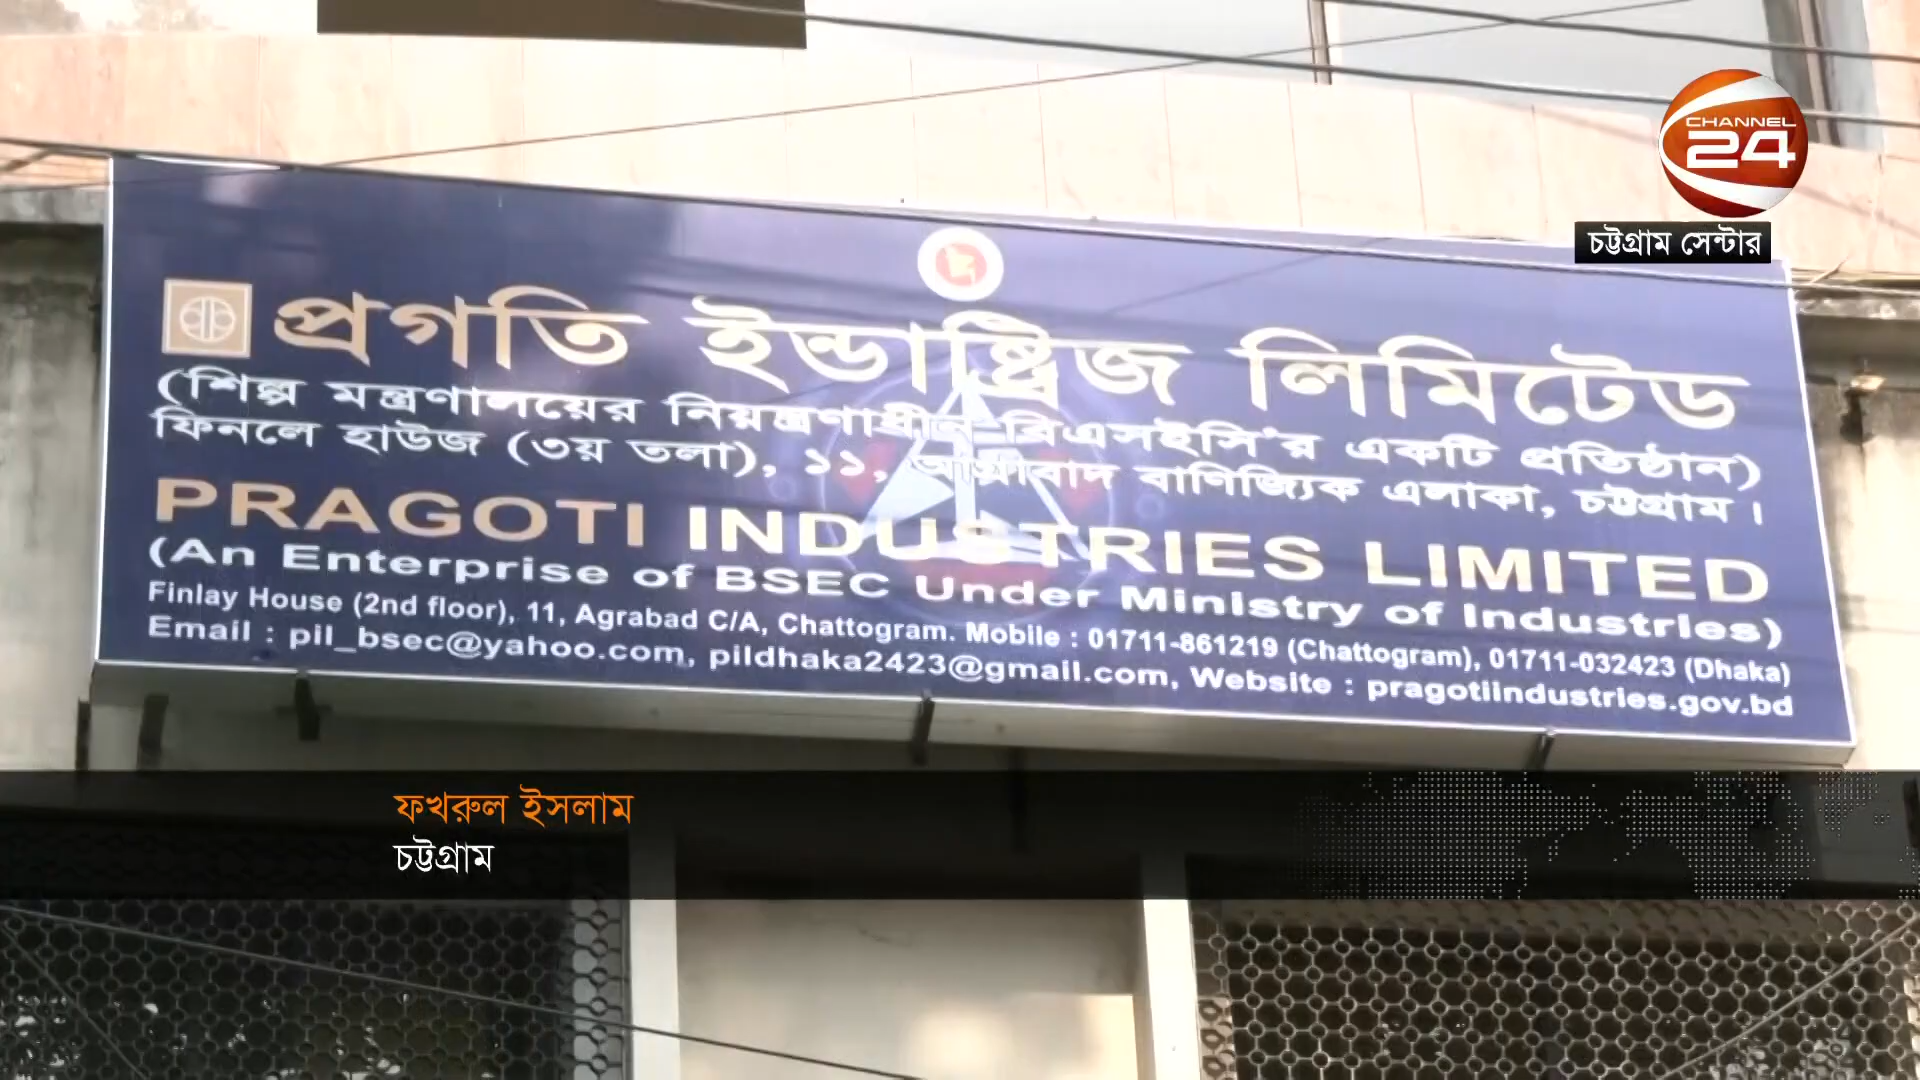 CHANNEL
24
চট্টগ্রাম সেন্টার
প্রগতি ইন্ডাষ্ট্রিজ লিমিটেড
(শিল্প মন্ত্রণালয়ের নিয়ন্ত্রণাধীন বিএসইসি'র একটি প্রতিষ্ঠান)
ফিনলে হাউজ (৩য় তলা), ১১, আগ্রাবাদ বাণিজ্যিক এলাকা, চট্টগ্রাম।
PRAGOTI INDUSTRIES LIMITED
(An Enterprise of BSEC Under Ministry of Industries)
Finlay House (2nd floor), 11, Agrabad C/A, Chattogram. Mobile : 01711-861219 (Chattogram), 01711-032423 (Dhaka)
Email : pil_bsec@yahoo.com, pildhaka2423@gmail.com, Website : pragotiindustries.gov.bd
ফখরুল ইসলাম
চট্টগ্রাম